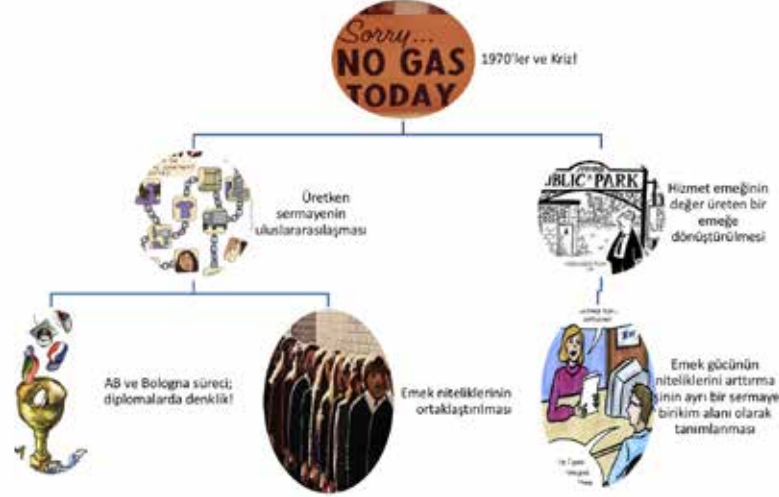 Sorry...
NO GAS
TODAY
1970'ler ve Kriz!
Üretken
sermayenin
uluslararasılaşması
PUBLIC PARK
Hizmet emeğinin
değer üreten bir
emeğe
dönüştürülmesi
AB ve Bologna süreci;
diplomalarda denklik!
Emek niteliklerinin
ortaklaştırılması
Emek gücünün
niteliklerini arttırma
şinin ayrı bir sermaye
birikim alanı olarak
tanımlanması